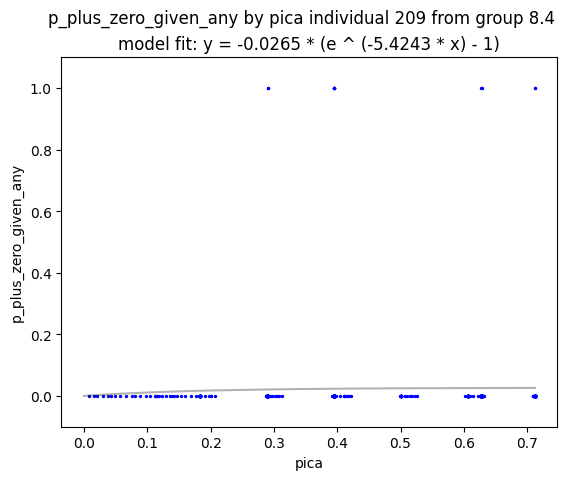 p_plus_zero_given_any by pica individual 209 from group 8.4
model fit: y = -0.0265 * (e ^ (-5.4243 * x) - 1)
1.0
0.8
0.6
0.4
0.2
0.0
p_plus_zero_given_any
0.0 0.1 0.2 0.3 0.4 0.5 0.6 0.7
pica